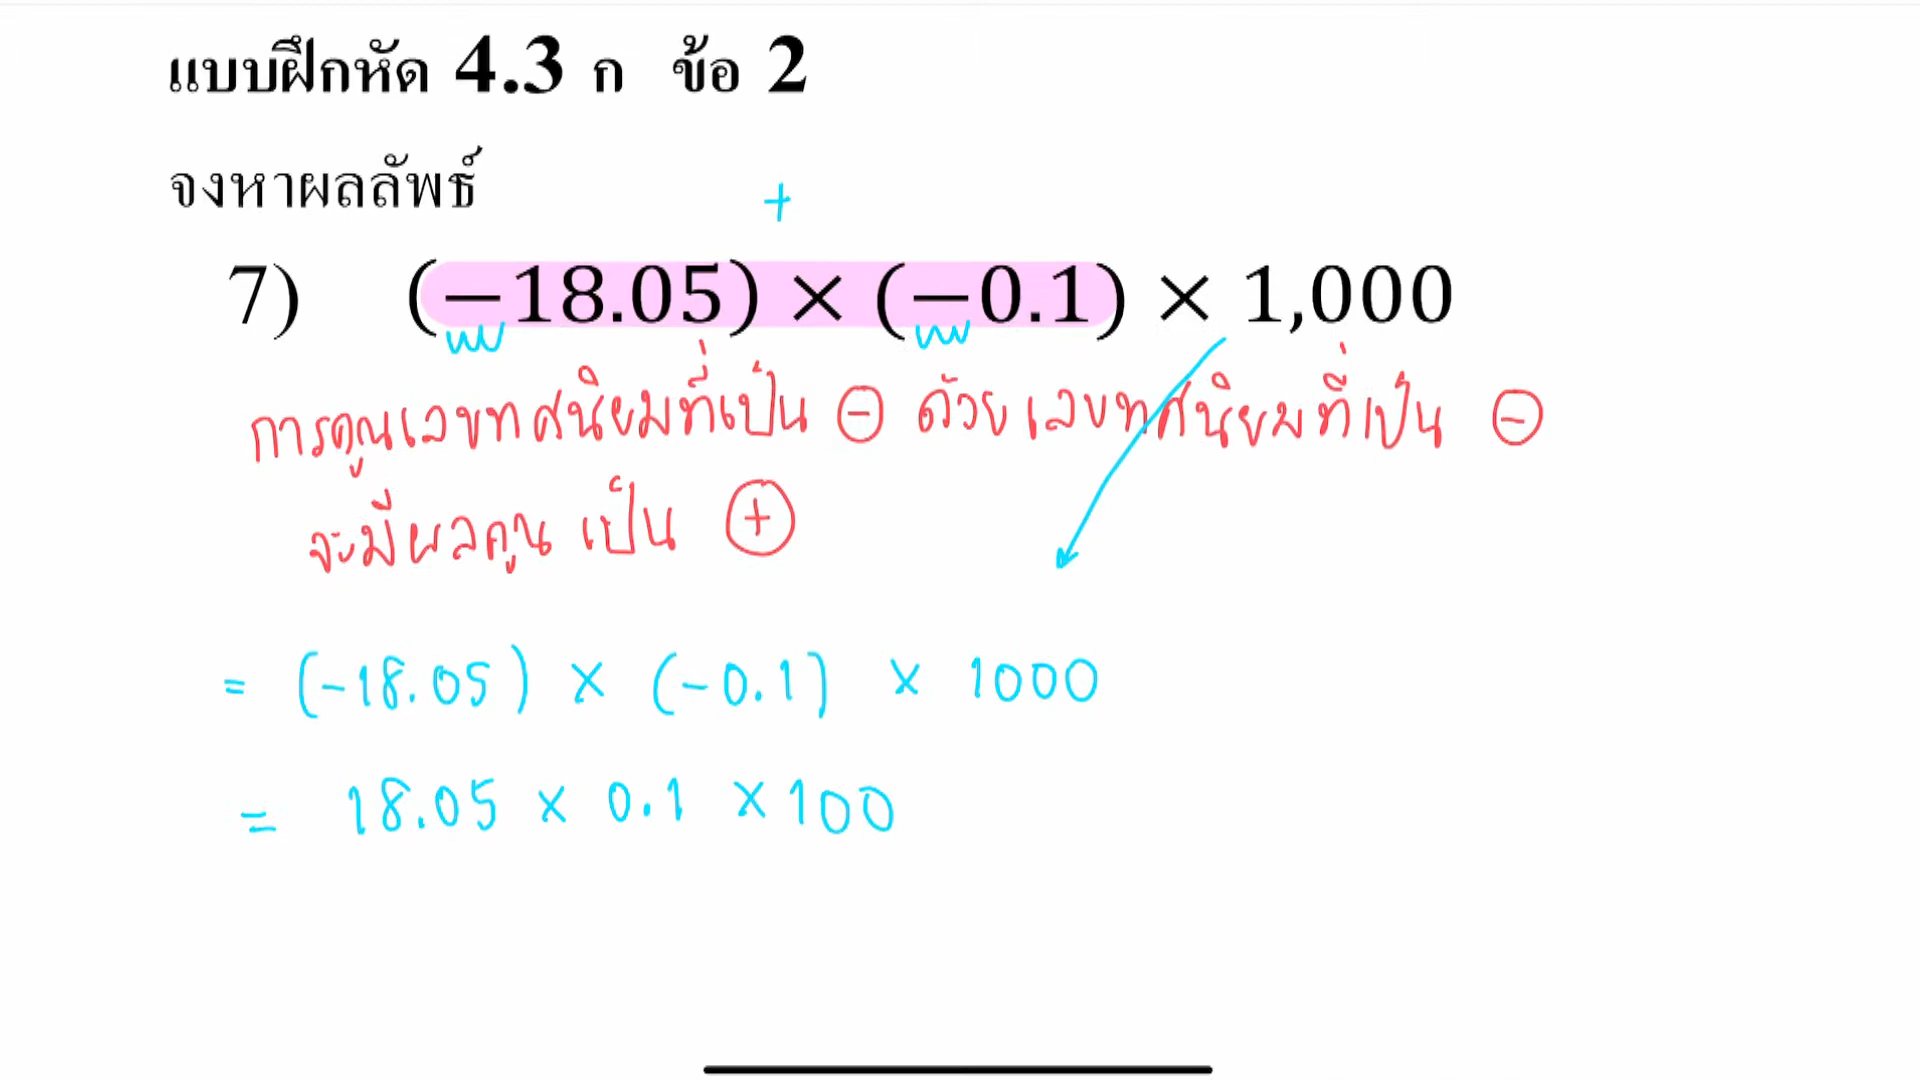 แบบฝึกหัด 4.3 ก ข้อ 2
จงหาผลลัพธ์
+
7) (−18.05) × (−0.1) × 1,000
การคูณเลขทศนิยมที่เป็น ⊖ ด้วยเลขทศนิยมที่เป็น ⊖
จะมีผลคูณ เป็น ⊕
= (-18.05) × (-0.1) × 1000
= 18.05 × 0.1 × 100